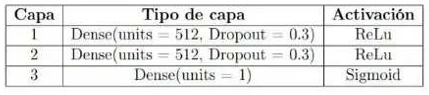 Capa Tipo de capa Activación
1 Dense(units = 512, Dropout = 0.3) ReLu
2 Dense(units = 512, Dropout = 0.3) ReLu
3 Dense(units = 1) Sigmoid